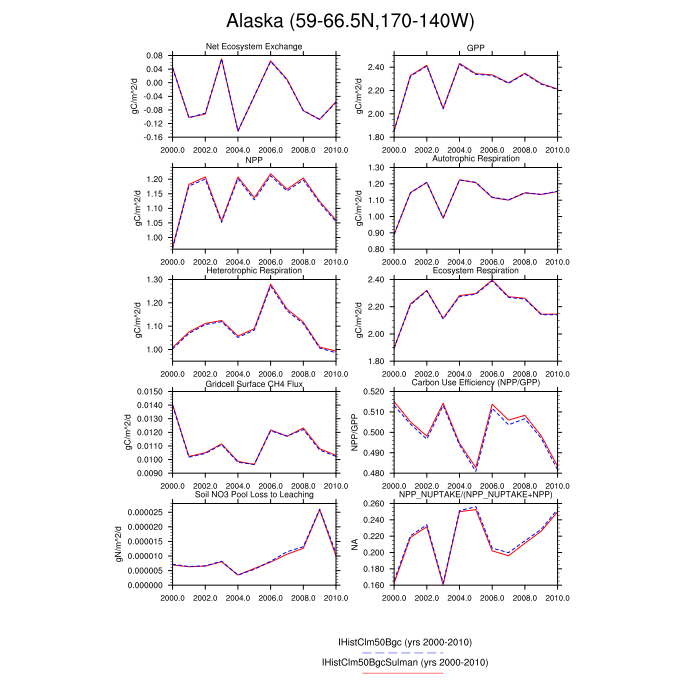 Alaska (59-66.5N,170-140W)
Net Ecosystem Exchange
GPP
gC/m^2/d
0.08
0.04
0.00
-0.04
-0.08
-0.12
-0.16
2000.0 2002.0 2004.0 2006.0 2008.0 2010.0
gC/m^2/d
2.40
2.20
2.00
1.80
2000.0 2002.0 2004.0 2006.0 2008.0 2010.0
NPP
Autotrophic Respiration
gC/m^2/d
1.20
1.15
1.10
1.05
1.00
2000.0 2002.0 2004.0 2006.0 2008.0 2010.0
gC/m^2/d
1.30
1.20
1.10
1.00
0.90
0.80
2000.0 2002.0 2004.0 2006.0 2008.0 2010.0
Heterotrophic Respiration
Ecosystem Respiration
gC/m^2/d
1.30
1.20
1.10
1.00
2000.0 2002.0 2004.0 2006.0 2008.0 2010.0
gC/m^2/d
2.40
2.20
2.00
1.80
2000.0 2002.0 2004.0 2006.0 2008.0 2010.0
Gridcell Surface CH4 Flux
Carbon Use Efficiency (NPP/GPP)
gC/m^2/d
0.0150
0.0140
0.0130
0.0120
0.0110
0.0100
0.0090
2000.0 2002.0 2004.0 2006.0 2008.0 2010.0
NPP/GPP
0.520
0.510
0.500
0.490
0.480
2000.0 2002.0 2004.0 2006.0 2008.0 2010.0
Soil NO3 Pool Loss to Leaching
NPP_NUPTAKE/(NPP_NUPTAKE+NPP)
gN/m^2/d
0.000025
0.000020
0.000015
0.000010
0.000005
0.000000
2000.0 2002.0 2004.0 2006.0 2008.0 2010.0
NA
0.260
0.240
0.220
0.200
0.180
0.160
2000.0 2002.0 2004.0 2006.0 2008.0 2010.0
IHistClm50Bgc (yrs 2000-2010)
IHistClm50BgcSulman (yrs 2000-2010)